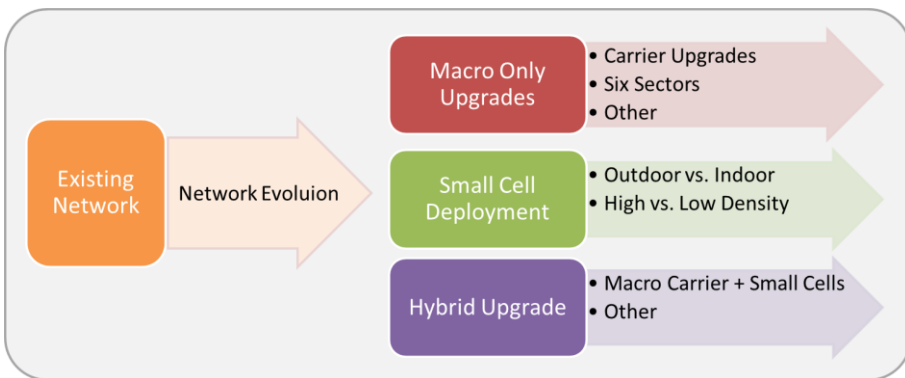 Existing
Network
Network Evoluion
Macro Only
Upgrades
• Carrier Upgrades
• Six Sectors
• Other
Small Cell
Deployment
• Outdoor vs. Indoor
• High vs. Low Density
Hybrid Upgrade
• Macro Carrier + Small Cells
• Other